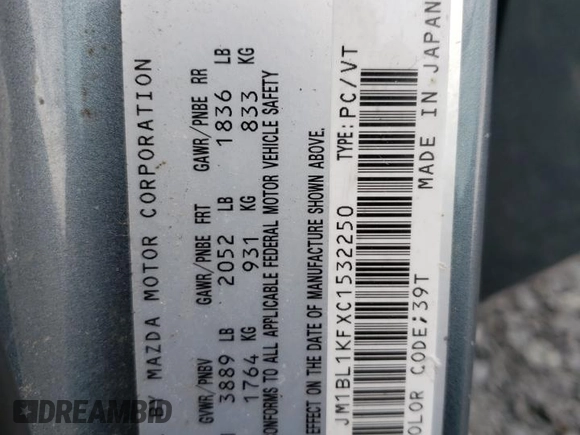 BY MAZDA MOTOR CORPORATION
GVWR/PNBV GAWR/PNBE FRT GAWR/PNBE RR
3889 LB 2052 LB 1836 LB
1764 KG 931 KG 833 KG
CONFORMS TO ALL APPLICABLE FEDERAL MOTOR VEHICLE SAFETY
IN EFFECT ON THE DATE OF MANUFACTURE SHOWN ABOVE.
JM1BL1KFXC1532250 TYPE:PC/VT
COLOR CODE;39T MADE IN JAPAN
DREAMBID